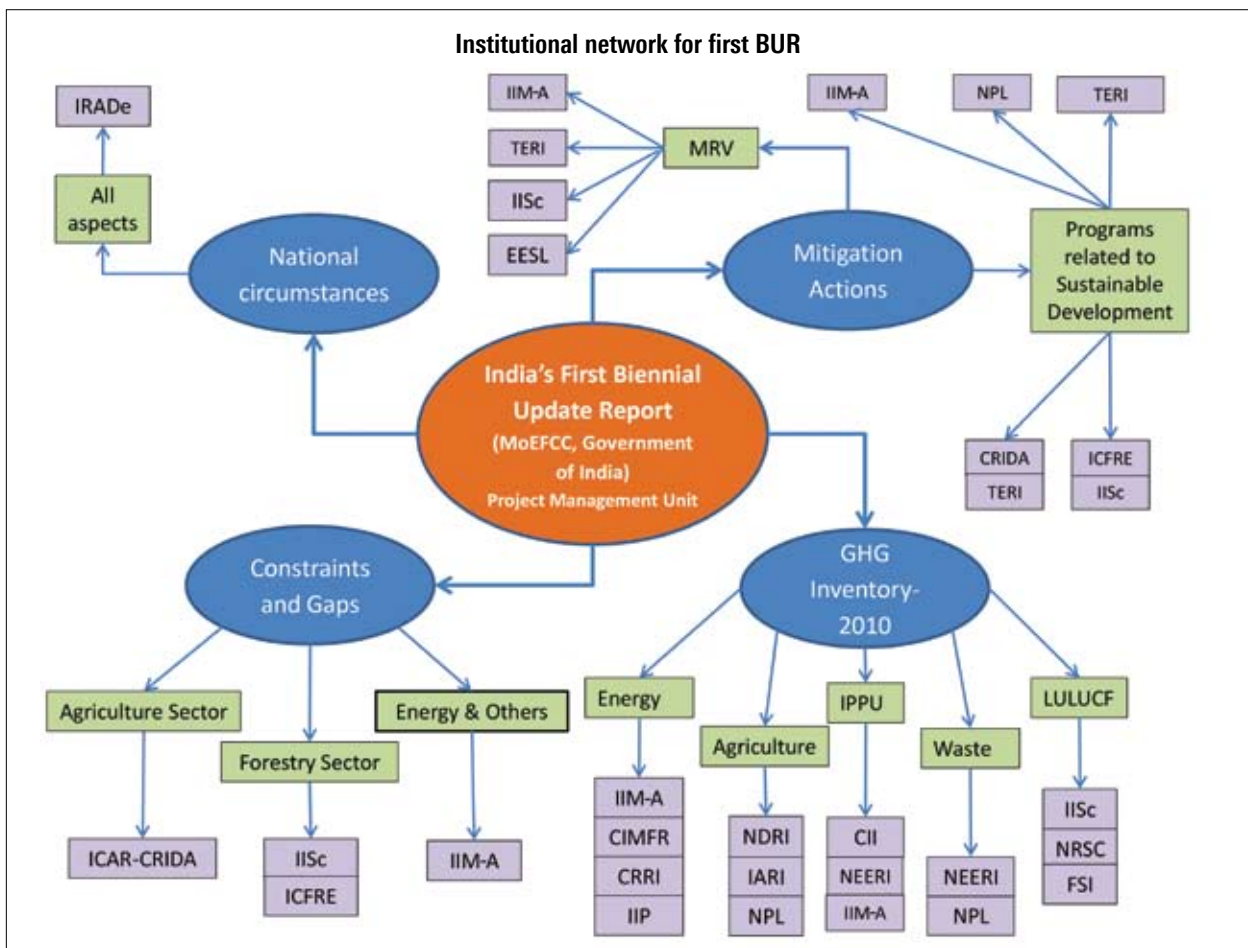 Institutional network for first BUR
IRADe
All
aspects
National
circumstances
IIM-A
TERI
IISc
EESL
MRV
Mitigation
Actions
IIM-A
NPL
TERI
Programs
related to
Sustainable
Development
CRIDA
TERI
ICFRE
IISc
India's First Biennial
Update Report
(MoEFCC, Government
of India)
Project Management Unit
Constraints
and Gaps
Agriculture Sector
Forestry Sector
Energy & Others
ICAR-CRIDA
IISc
ICFRE
IIM-A
GHG
Inventory-
2010
Energy
Agriculture
IPPU
Waste
LULUCF
IIM-A
CIMFR
CRRI
IIP
NDRI
IARI
NPL
CII
NEERI
IIM-A
NEERI
NPL
IISc
NRSC
FSI